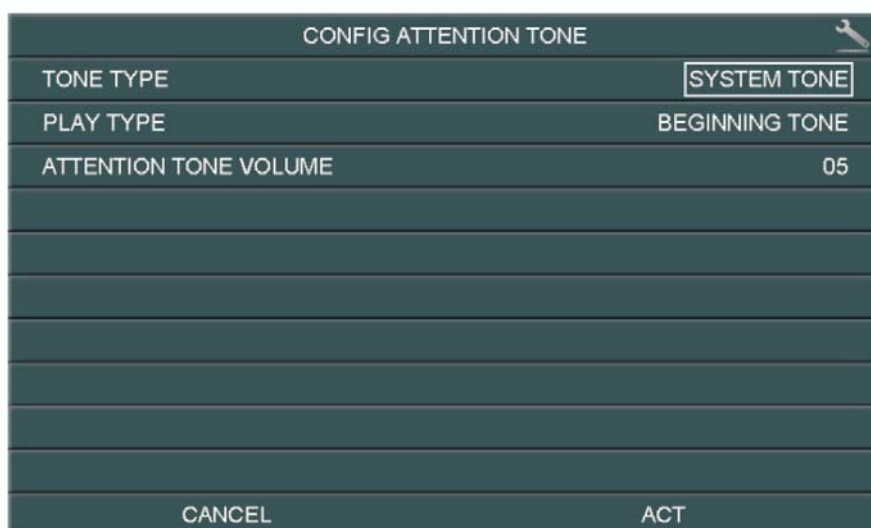 CONFIG ATTENTION TONE
TONE TYPE SYSTEM TONE
PLAY TYPE BEGINNING TONE
ATTENTION TONE VOLUME 05
CANCEL ACT